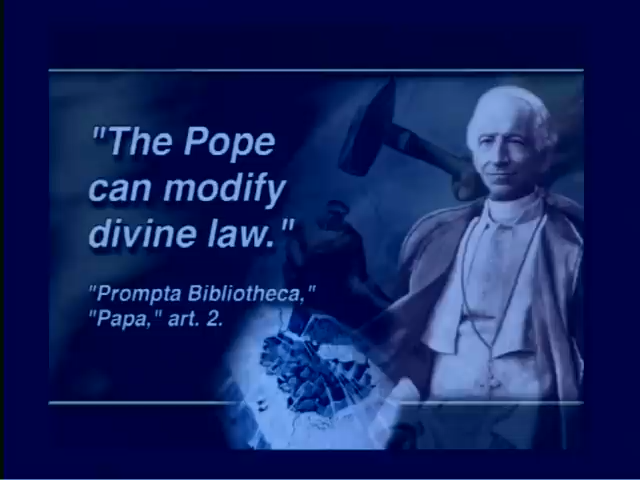 "The Pope
can modify
divine law."
"Prompta Bibliotheca,"
"Papa," art. 2.